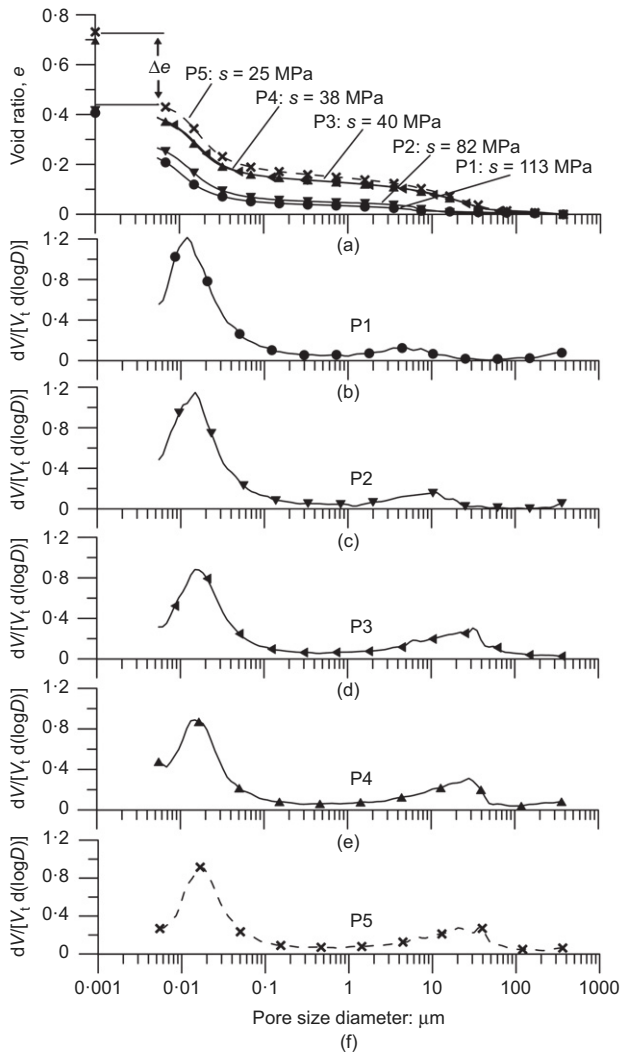 0·8
0·6
0·4
0·2
0
Void ratio, e
Δe
P5: s = 25 MPa
P4: s = 38 MPa
P3: s = 40 MPa
P2: s = 82 MPa
P1: s = 113 MPa
(a)
1·2
0·8
0·4
0
dV/[Vt d(logD)]
P1
(b)
1·2
0·8
0·4
0
dV/[Vt d(logD)]
P2
(c)
1·2
0·8
0·4
0
dV/[Vt d(logD)]
P3
(d)
1·2
0·8
0·4
0
dV/[Vt d(logD)]
P4
(e)
1·2
0·8
0·4
0
dV/[Vt d(logD)]
P5
0·001 0·01 0·1 1 10 100 1000
Pore size diameter: μm
(f)